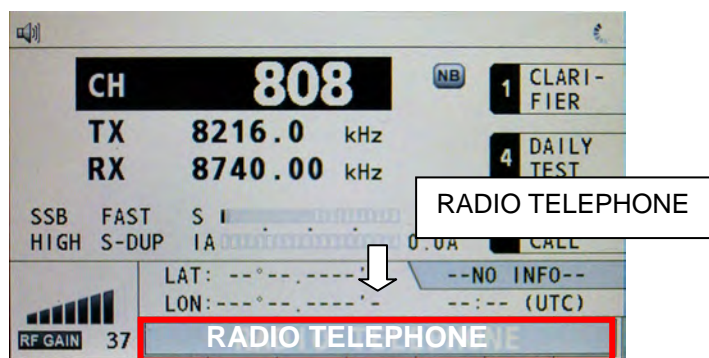 CH 808 NB 1 CLARI-
FIER
TX 8216.0 kHz
RX 8740.00 kHz
4 DAILY
TEST
RADIO TELEPHONE
SSB FAST S
HIGH S-DUP IA 0.0A CALL
LAT: --°--.----'- --NO INFO--
LON:---°--.----'- --:-- (UTC)
RF GAIN 37 RADIO TELEPHONE